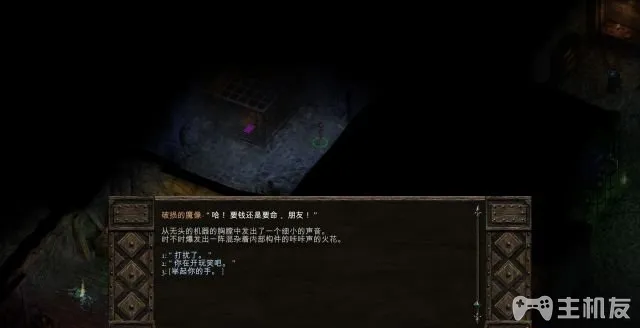 破损的魔像 “哈！要钱还是要命，朋友！”
从无头的机器的胸膛中发出了一个细小的声音。
时不时爆发出一阵混杂着内部构件的咔咔声的火花。
1:“打扰了。”
2:“你在开玩笑吧。”
3:[举起你的手。]
主机友